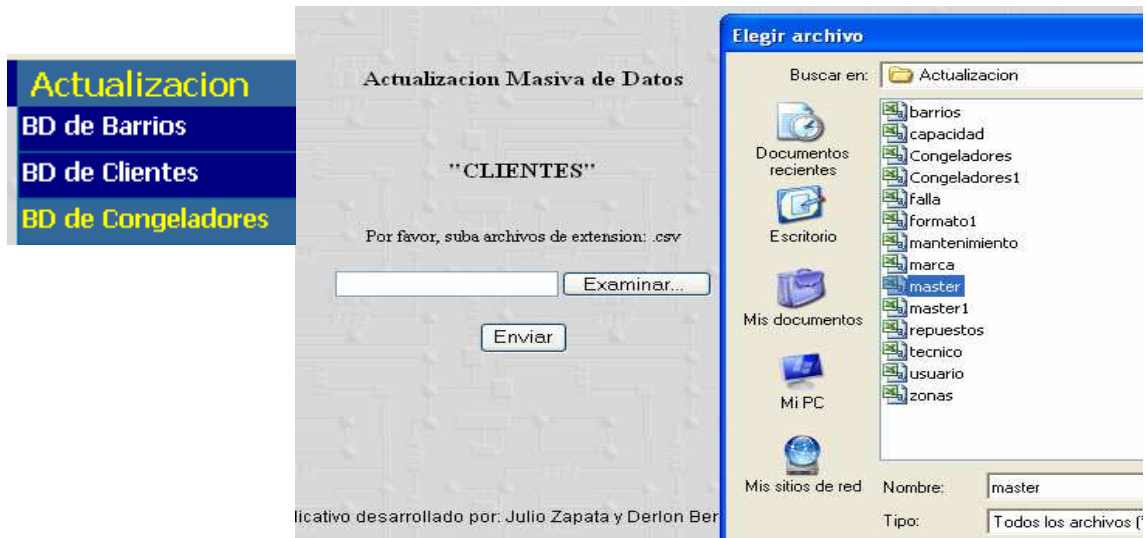 Actualizacion
BD de Barrios
BD de Clientes
BD de Congeladores
Actualizacion Masiva de Datos
"CLIENTES"
Por favor, suba archivos de extension: .csv
Examinar...
Enviar
licativo desarrollado por: Julio Zapata y Derlon Ber
Elegir archivo
Buscar en: Actualizacion
Documentos
recientes
Escritorio
Mis documentos
Mi PC
Mis sitios de red
barrios
capacidad
Congeladores
Congeladores1
falla
formato1
mantenimiento
marca
master
master1
repuestos
tecnico
usuario
zonas
Nombre: master
Tipo: Todos los archivos (